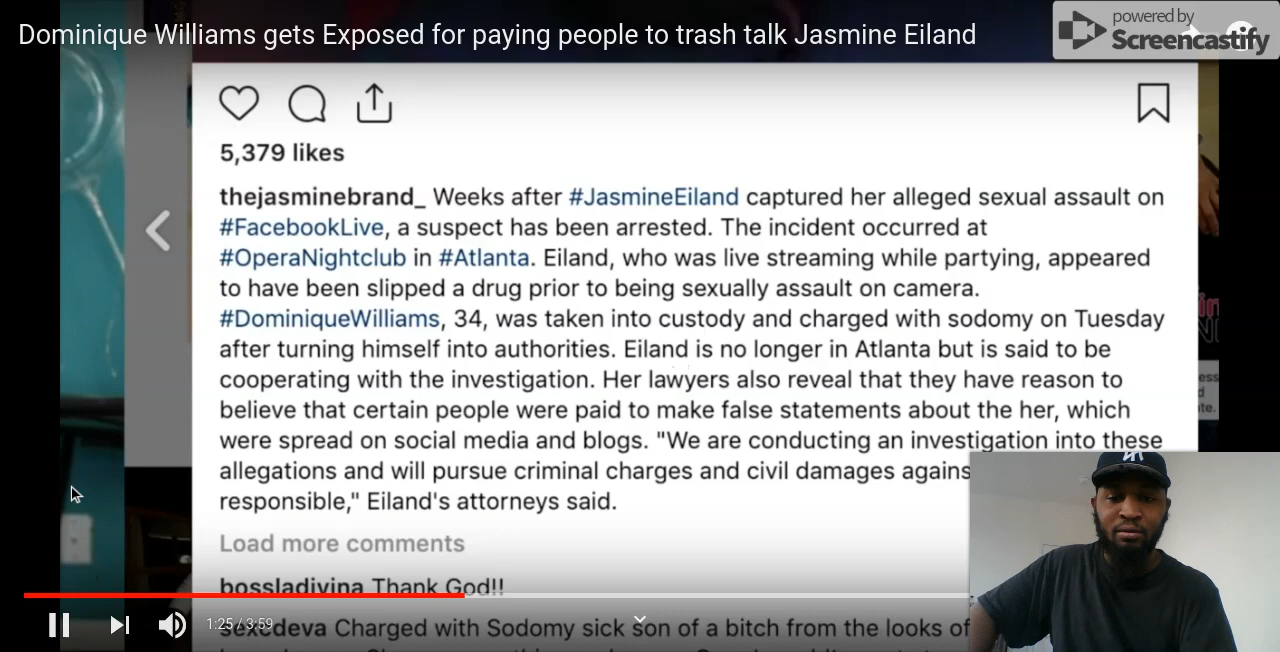 Dominique Williams gets Exposed for paying people to trash talk Jasmine Eiland
powered by
Screencastify
5,379 likes
thejasminebrand_ Weeks after #JasmineEiland captured her alleged sexual assault on
#FacebookLive, a suspect has been arrested. The incident occurred at
#OperaNightclub in #Atlanta. Eiland, who was live streaming while partying, appeared
to have been slipped a drug prior to being sexually assault on camera.
#DominiqueWilliams, 34, was taken into custody and charged with sodomy on Tuesday
after turning himself into authorities. Eiland is no longer in Atlanta but is said to be
cooperating with the investigation. Her lawyers also reveal that they have reason to
believe that certain people were paid to make false statements about the her, which
were spread on social media and blogs. "We are conducting an investigation into these
allegations and will pursue criminal charges and civil damages agains
responsible," Eiland's attorneys said.
Load more comments
bossladivina Thank God!!
1:25 / 3:59
Charged with Sodomy sick son of a bitch from the looks of